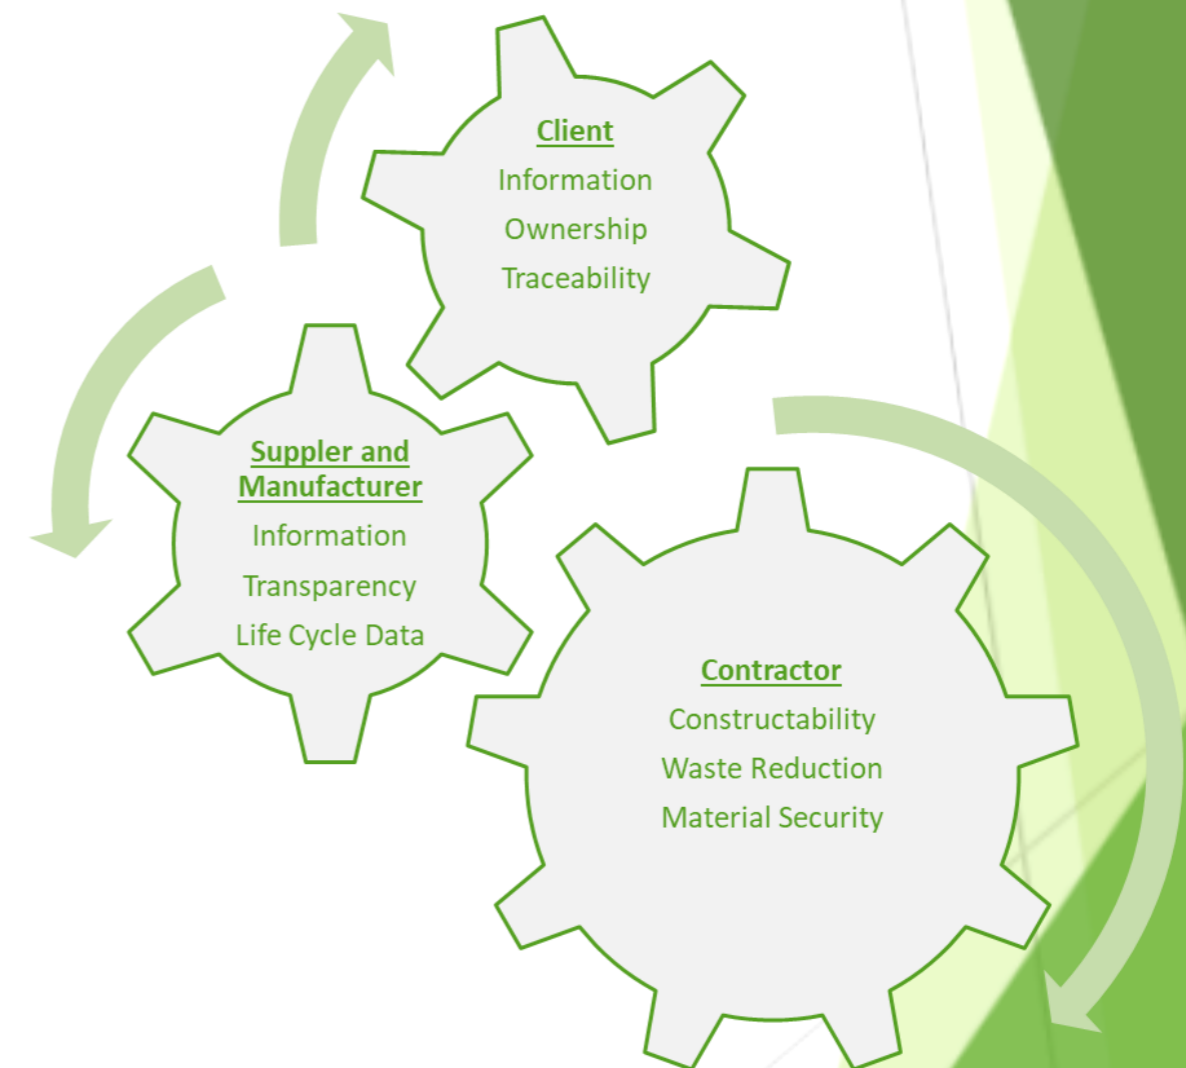 Client
Information
Ownership
Traceability
Suppler and
Manufacturer
Information
Transparency
Life Cycle Data
Contractor
Constructability
Waste Reduction
Material Security